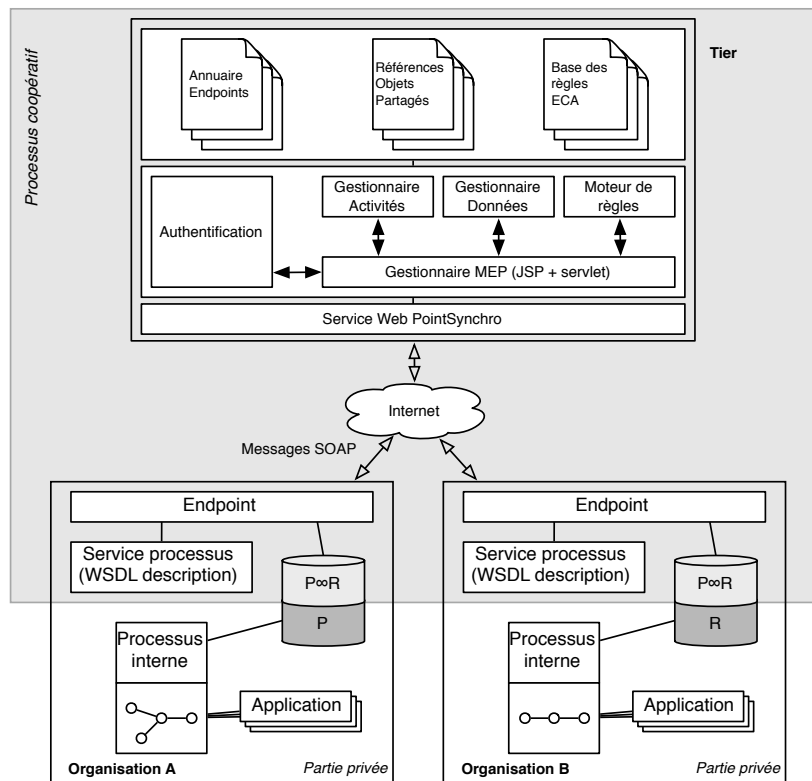 Processus coopératif
Tier
Annuaire
Endpoints
Références
Objets
Partagés
Base des
règles
ECA
Authentification
Gestionnaire
Activités
Gestionnaire
Données
Moteur de
règles
Gestionnaire MEP (JSP + servlet)
Service Web PointSynchro
Internet
Messages SOAP
Endpoint
Service processus
(WSDL description)
P∞R
P
Processus
interne
Application
Organisation A
Partie privée
Endpoint
Service processus
(WSDL description)
P∞R
R
Processus
interne
Application
Organisation B
Partie privée